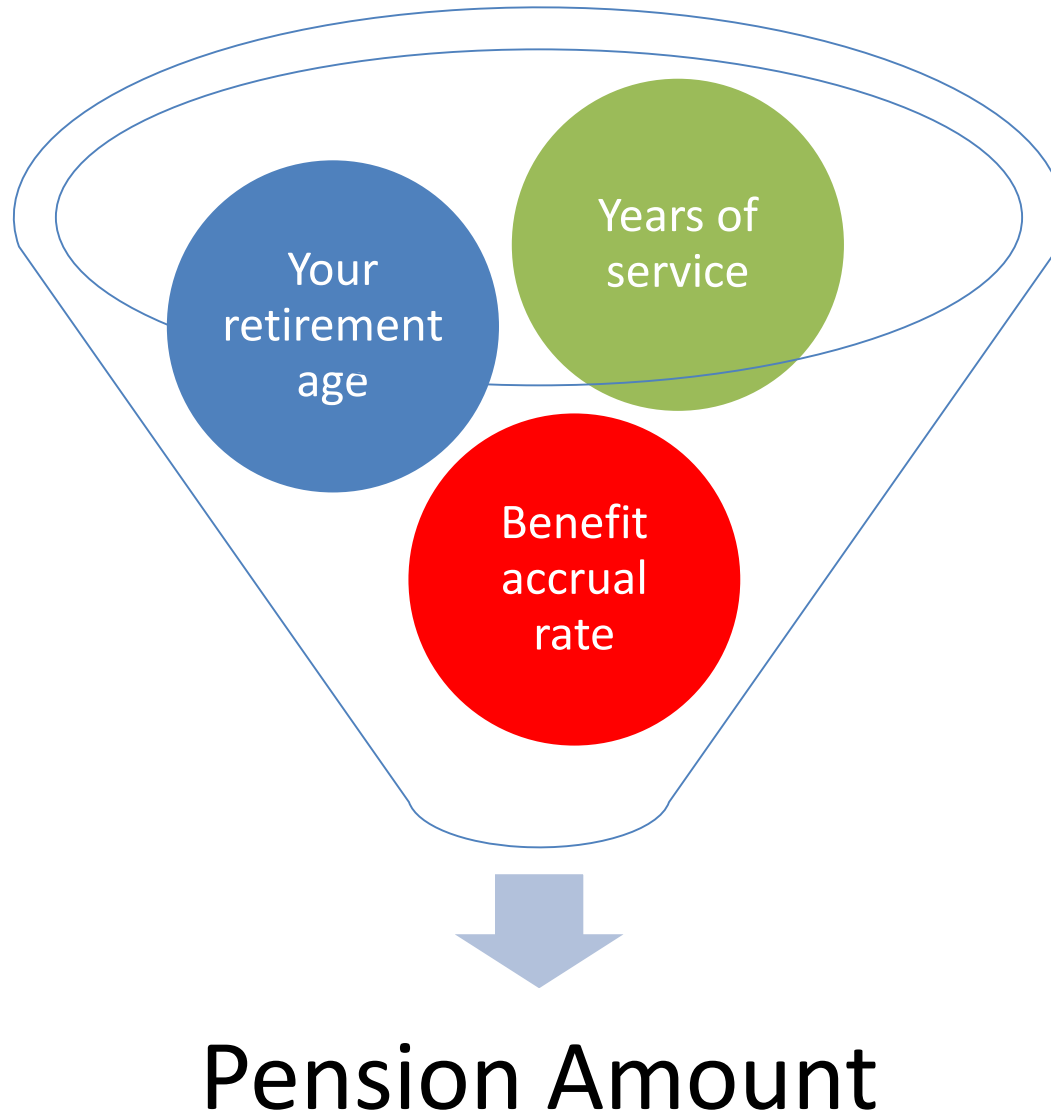 Your
retirement
age
Years of
service
Benefit
accrual
rate
Pension Amount